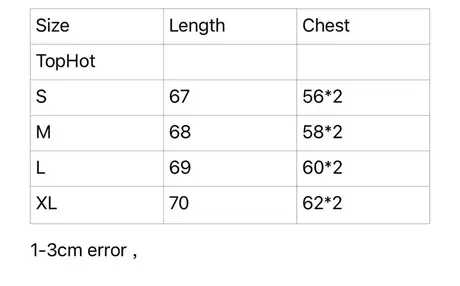 Size Length Chest
TopHot
S 67 56*2
M 68 58*2
L 69 60*2
XL 70 62*2
1-3cm error ,